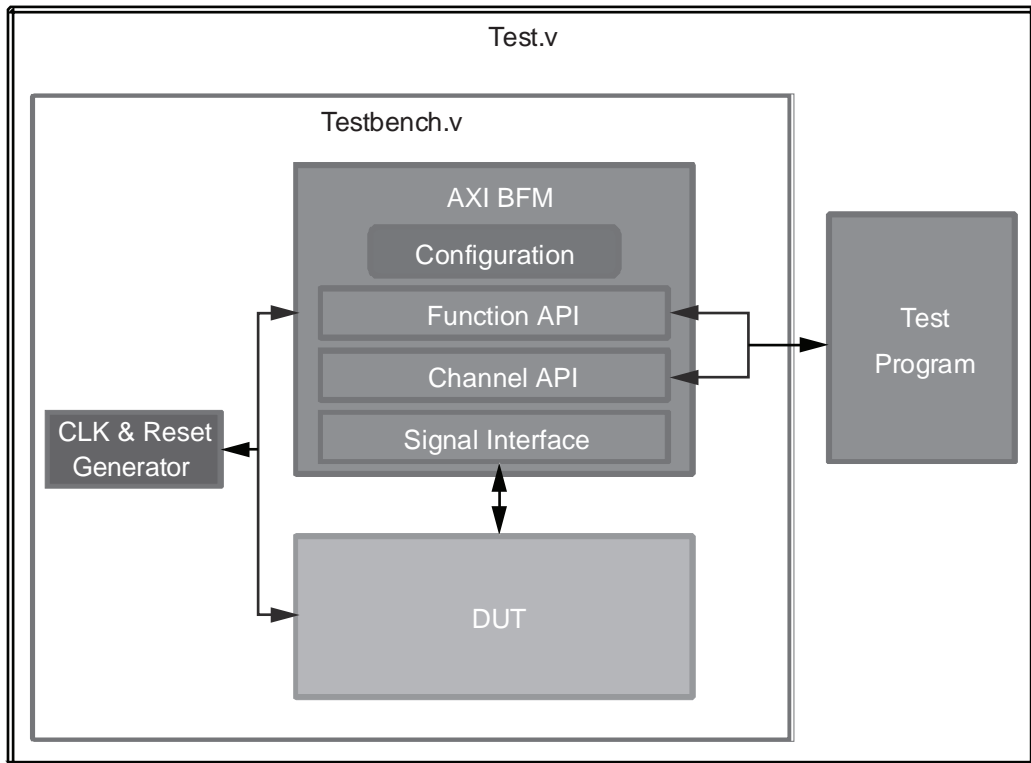 Test.v
Testbench.v
AXI BFM
Configuration
Function API
Channel API
Signal Interface
CLK & Reset
Generator
DUT
Test
Program